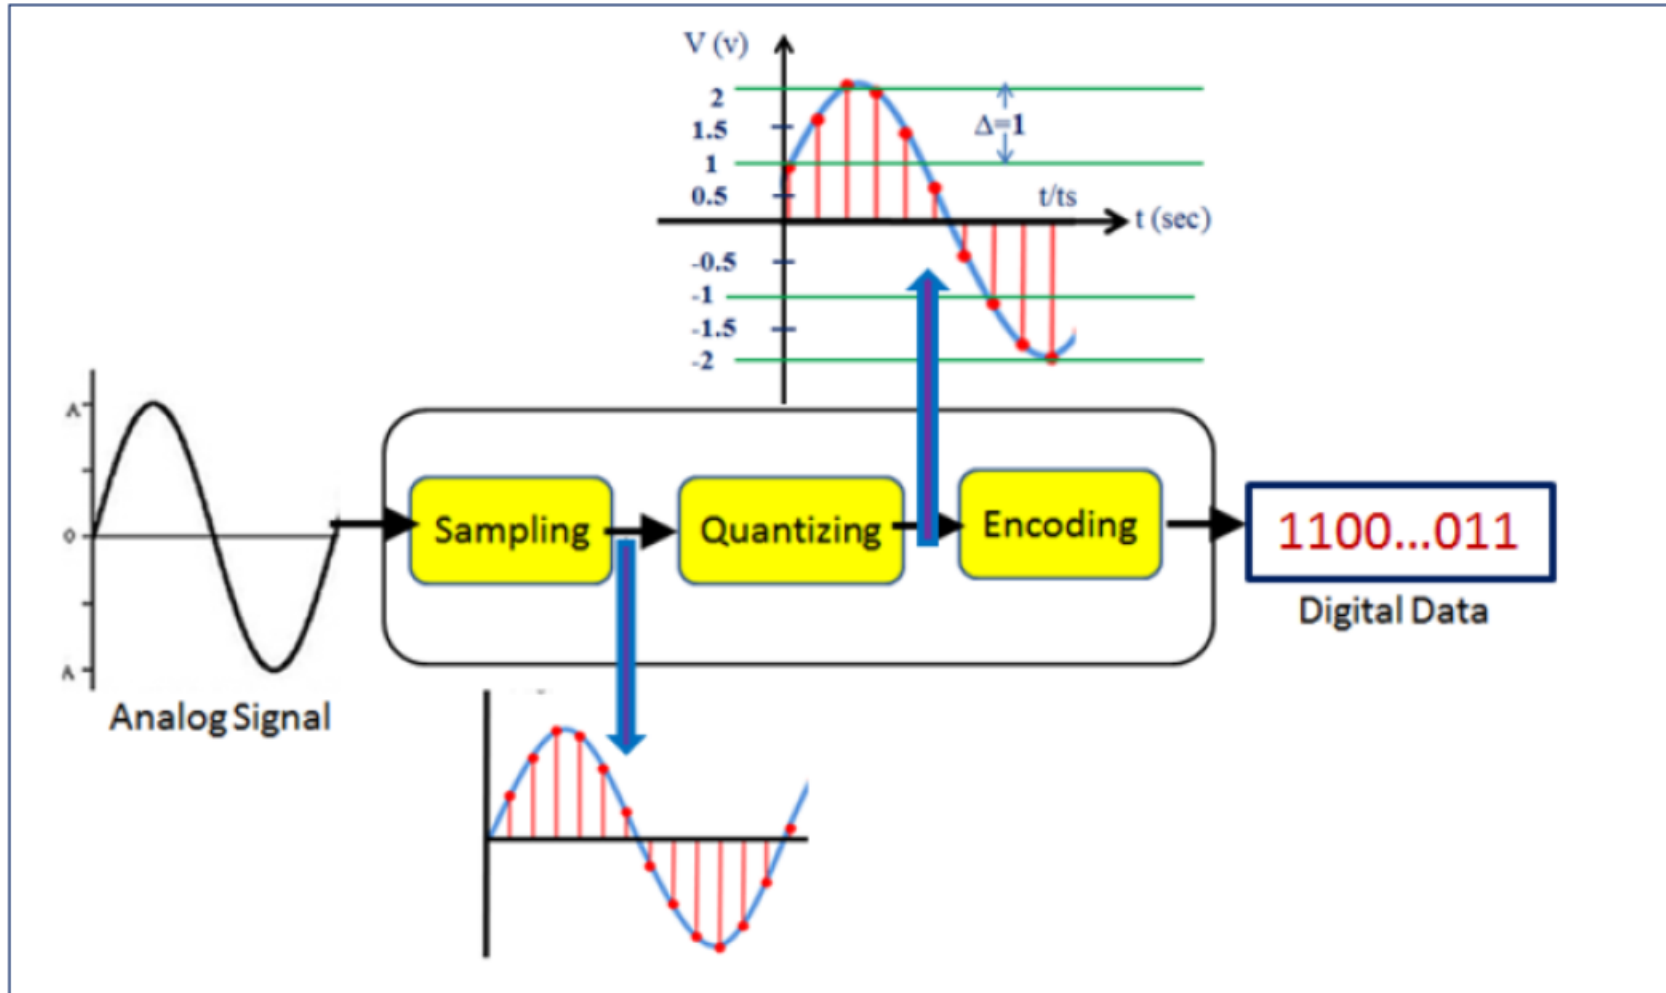 V (v)
2
1.5
1
0.5
-0.5
-1
-1.5
-2
Δ=1
t/ts
t (sec)
A
0
A
Analog Signal
Sampling
Quantizing
Encoding
1100...011
Digital Data